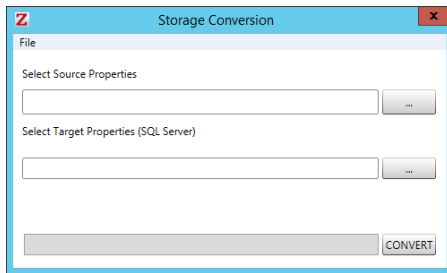 Z
Storage Conversion
x
File
Select Source Properties
...
Select Target Properties (SQL Server)
...
CONVERT